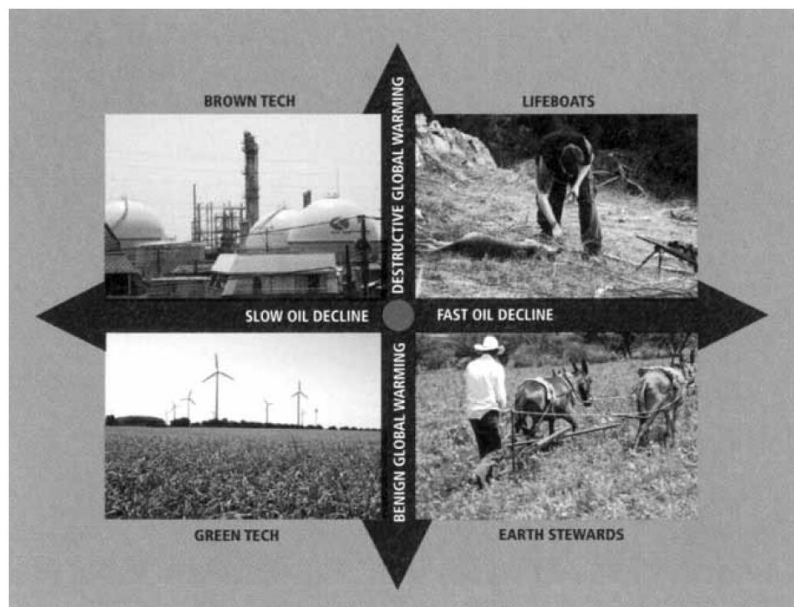 BROWN TECH
LIFEBOATS
DESTRUCTIVE GLOBAL WARMING
SLOW OIL DECLINE
FAST OIL DECLINE
BENIGN GLOBAL WARMING
GREEN TECH
EARTH STEWARDS